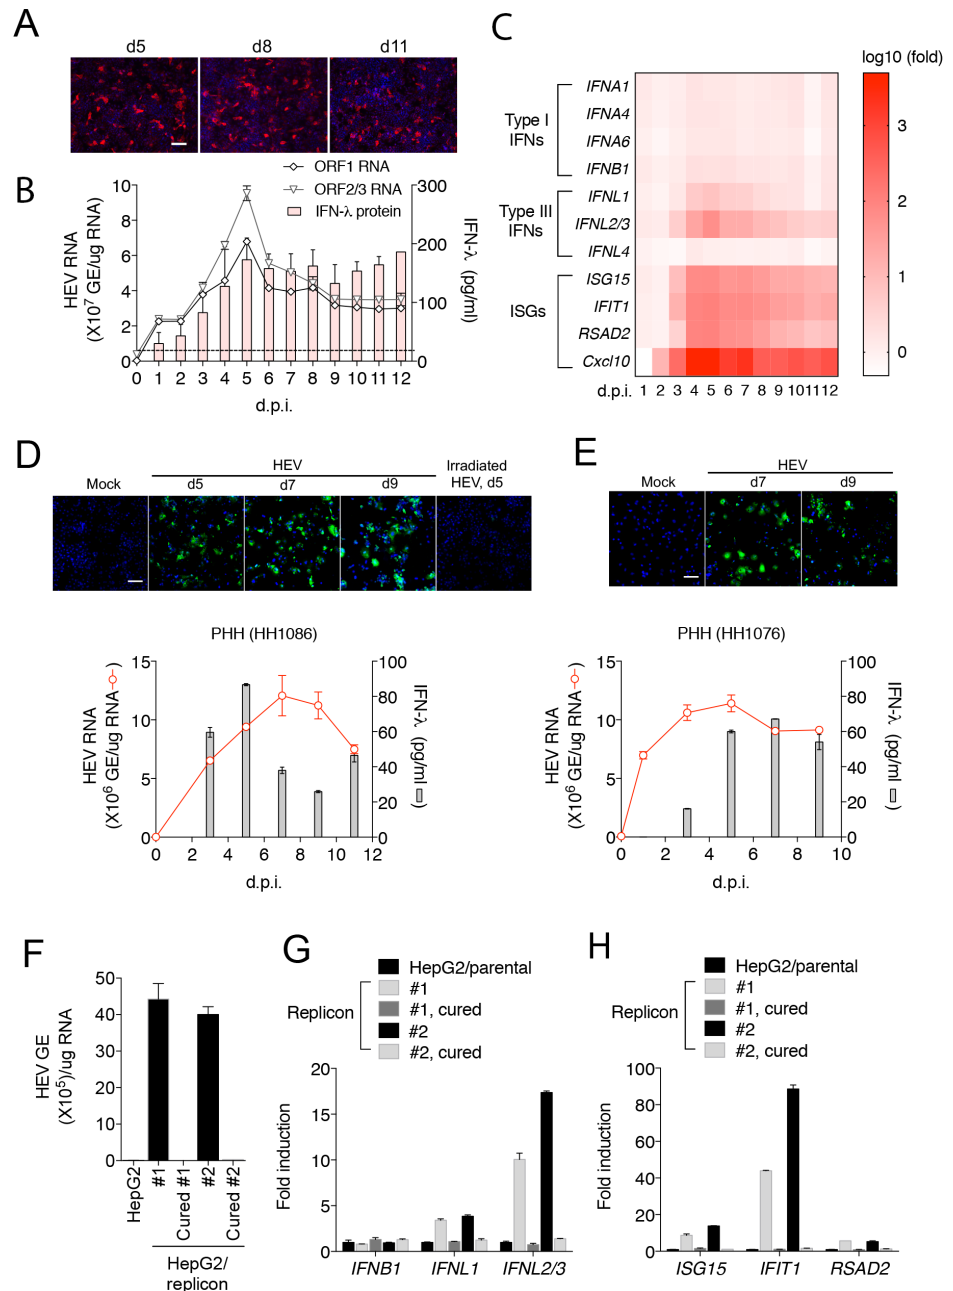 A
d5 d8 d11
B
ORF1 RNA
ORF2/3 RNA
IFN-λ protein
HEV RNA
(X10⁷ GE/ug RNA)
10
8
6
4
2
0
300
200
100
0
IFN-λ (pg/ml)
0 1 2 3 4 5 6 7 8 9 10 11 12
d.p.i.
C
log10 (fold)
Type I
IFNs
IFNA1
IFNA4
IFNA6
IFNB1
Type III
IFNs
IFNL1
IFNL2/3
IFNL4
ISGs
ISG15
IFIT1
RSAD2
Cxcl10
d.p.i. 1 2 3 4 5 6 7 8 9 10 11 12
3
2
1
0
D
HEV
Irradiated
HEV, d5
Mock d5 d7 d9
PHH (HH1086)
HEV RNA
(X10⁶ GE/ug RNA)
15
10
5
0
100
80
60
40
20
0
IFN-λ
(pg/ml)
0 2 4 6 8 10 12
d.p.i.
E
HEV
Mock d7 d9
PHH (HH1076)
HEV RNA
(X10⁶ GE/ug RNA)
15
10
5
0
100
80
60
40
20
0
IFN-λ
(pg/ml)
0 2 4 6 8 10
d.p.i.
F
HEV GE
(X10⁵)/ug RNA
50
40
30
20
10
0
HepG2
#1
Cured #1
#2
Cured #2
HepG2/
replicon
G
HepG2/parental
Replicon
#1
#1, cured
#2
#2, cured
Fold induction
20
15
10
5
0
IFNB1 IFNL1 IFNL2/3
H
HepG2/parental
Replicon
#1
#1, cured
#2
#2, cured
Fold induction
100
80
60
40
20
0
ISG15 IFIT1 RSAD2